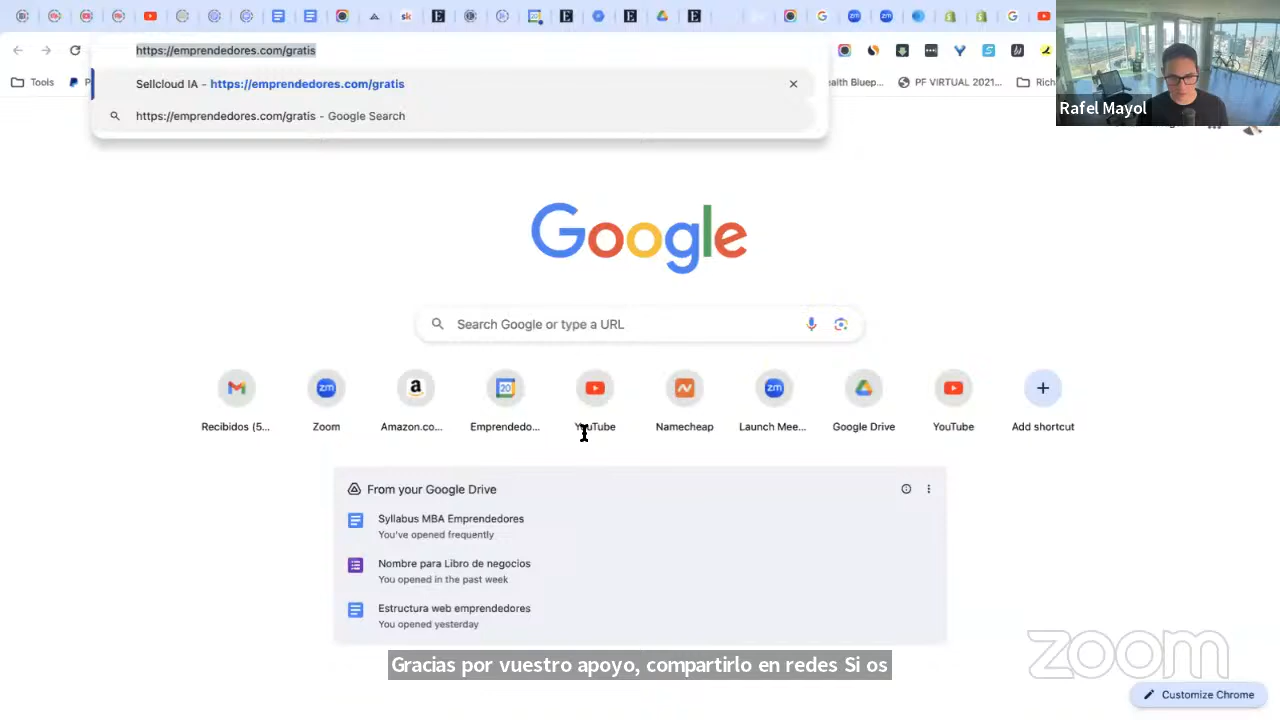 https://emprendedores.com/gratis
Sellcloud IA – https://emprendedores.com/gratis
https://emprendedores.com/gratis - Google Search
Tools
P
ealth Bluep...
PF VIRTUAL 2021...
Rich
Rafel Mayol
Google
Search Google or type a URL
Recibidos (5...
Zoom
Amazon.co...
Emprendedo...
YouTube
Namecheap
Launch Mee...
Google Drive
YouTube
Add shortcut
From your Google Drive
Syllabus MBA Emprendedores
You've opened frequently
Nombre para Libro de negocios
You opened in the past week
Estructura web emprendedores
You opened yesterday
Gracias por vuestro apoyo, compartirlo en redes Si os
zoom
Customize Chrome